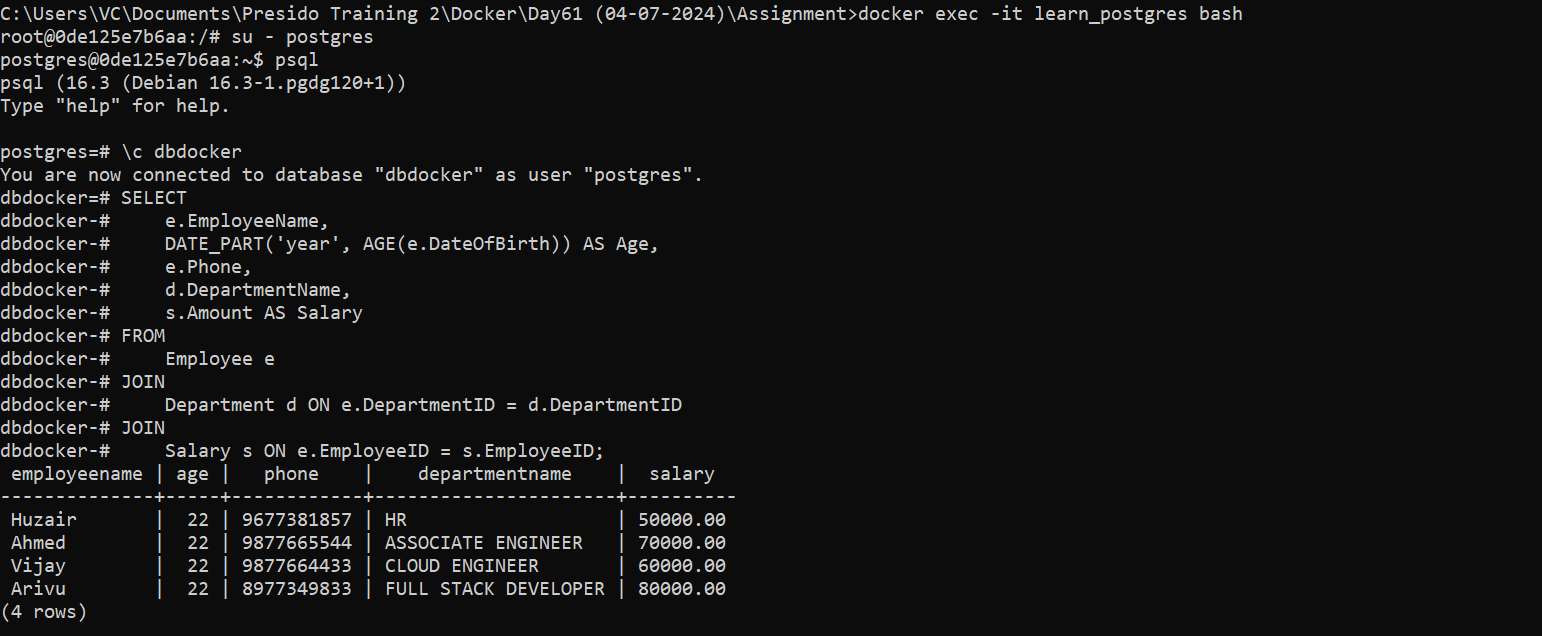 C:\Users\VC\Documents\Presido Training 2\Docker\Day61 (04-07-2024)\Assignment>docker exec -it learn_postgres bash
root@0de125e7b6aa:/# su - postgres
postgres@0de125e7b6aa:~$ psql
psql (16.3 (Debian 16.3-1.pgdg120+1))
Type "help" for help.

postgres=# \c dbdocker
You are now connected to database "dbdocker" as user "postgres".
dbdocker=# SELECT
dbdocker-#     e.EmployeeName,
dbdocker-#     DATE_PART('year', AGE(e.DateOfBirth)) AS Age,
dbdocker-#     e.Phone,
dbdocker-#     d.DepartmentName,
dbdocker-#     s.Amount AS Salary
dbdocker-# FROM
dbdocker-#     Employee e
dbdocker-# JOIN
dbdocker-#     Department d ON e.DepartmentID = d.DepartmentID
dbdocker-# JOIN
dbdocker-#     Salary s ON e.EmployeeID = s.EmployeeID;
 employeename | age |   phone    |    departmentname    |  salary
--------------+-----+------------+----------------------+----------
 Huzair       |  22 | 9677381857 | HR                   | 50000.00
 Ahmed        |  22 | 9877665544 | ASSOCIATE ENGINEER   | 70000.00
 Vijay        |  22 | 9877664433 | CLOUD ENGINEER       | 60000.00
 Arivu        |  22 | 8977349833 | FULL STACK DEVELOPER | 80000.00
(4 rows)